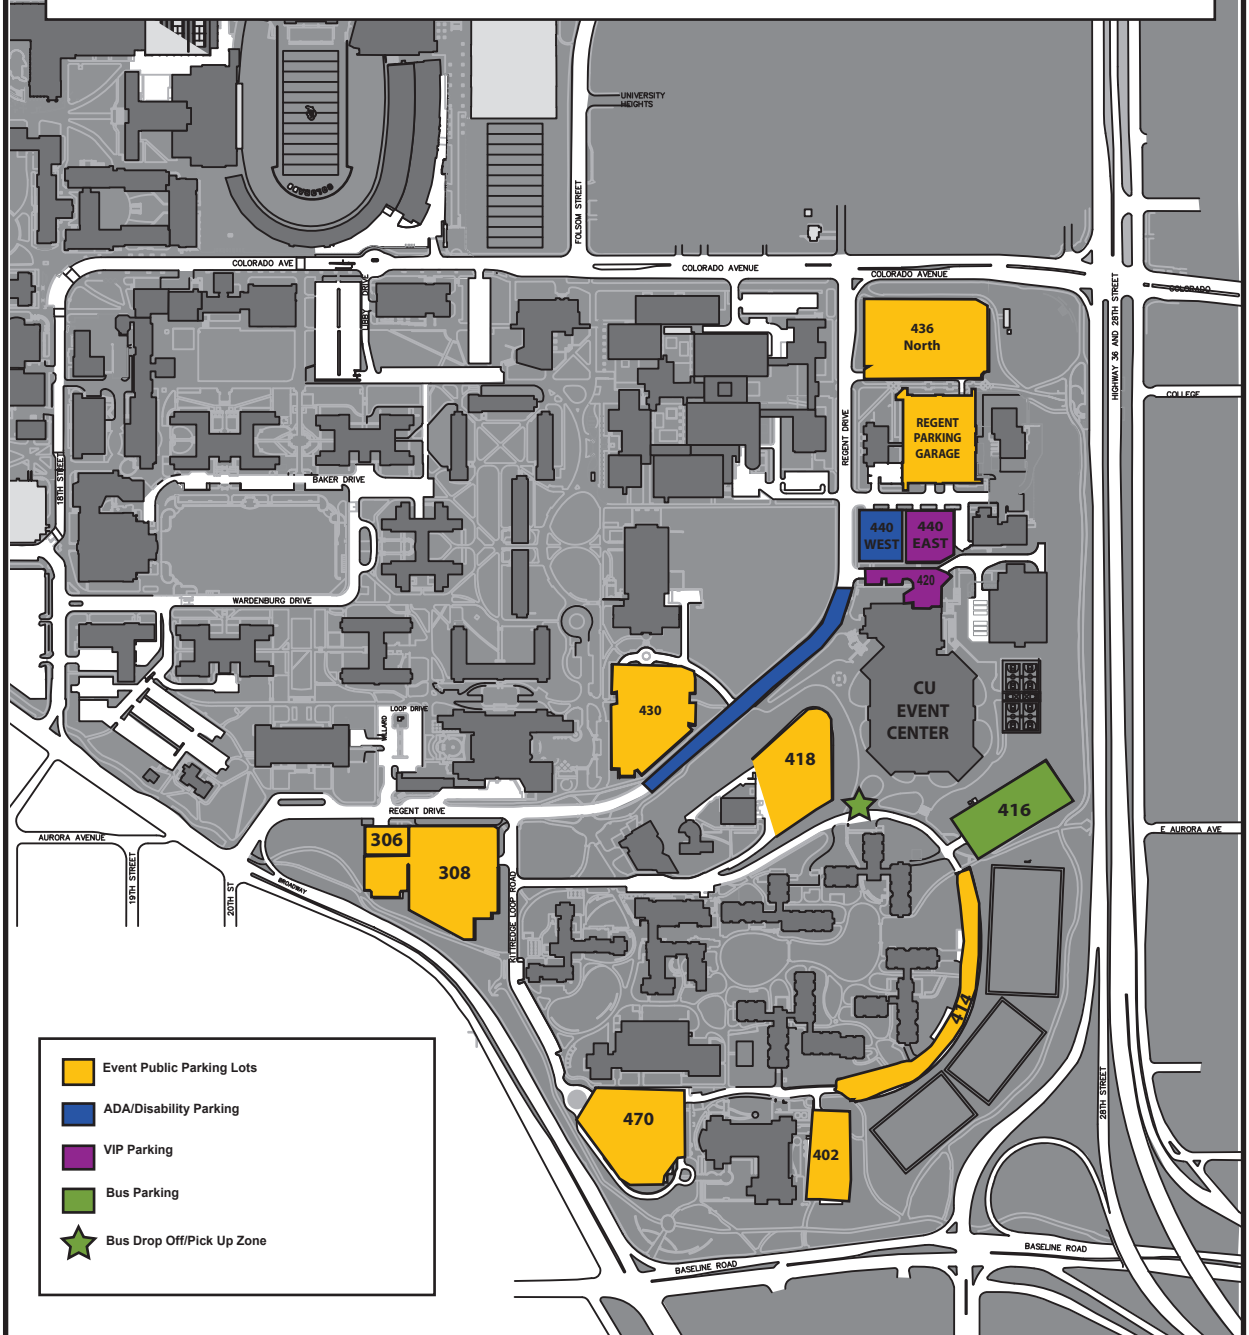 UNIVERSITY
HEIGHTS
COLORADO
FOLSOM STREET
COLORADO AVE
COLORADO AVENUE
COLORADO AVENUE
COLORADO
LIBBY DRIVE
HIGHWAY 36 AND 28TH STREET
436
North
COLLEGE
REGENT DRIVE
REGENT
PARKING
GARAGE
18TH STREET
BAKER DRIVE
440
WEST
440
EAST
420
WARDENBURG DRIVE
CU
EVENT
CENTER
430
LOOP DRIVE
WILLARD
418
416
REGENT DRIVE
AURORA AVENUE
E AURORA AVE
306
308
19TH STREET
20TH ST
BROADWAY
KITTREDGE LOOP ROAD
414
28TH STREET
470
402
BASELINE ROAD
BASELINE ROAD
Event Public Parking Lots
ADA/Disability Parking
VIP Parking
Bus Parking
Bus Drop Off/Pick Up Zone